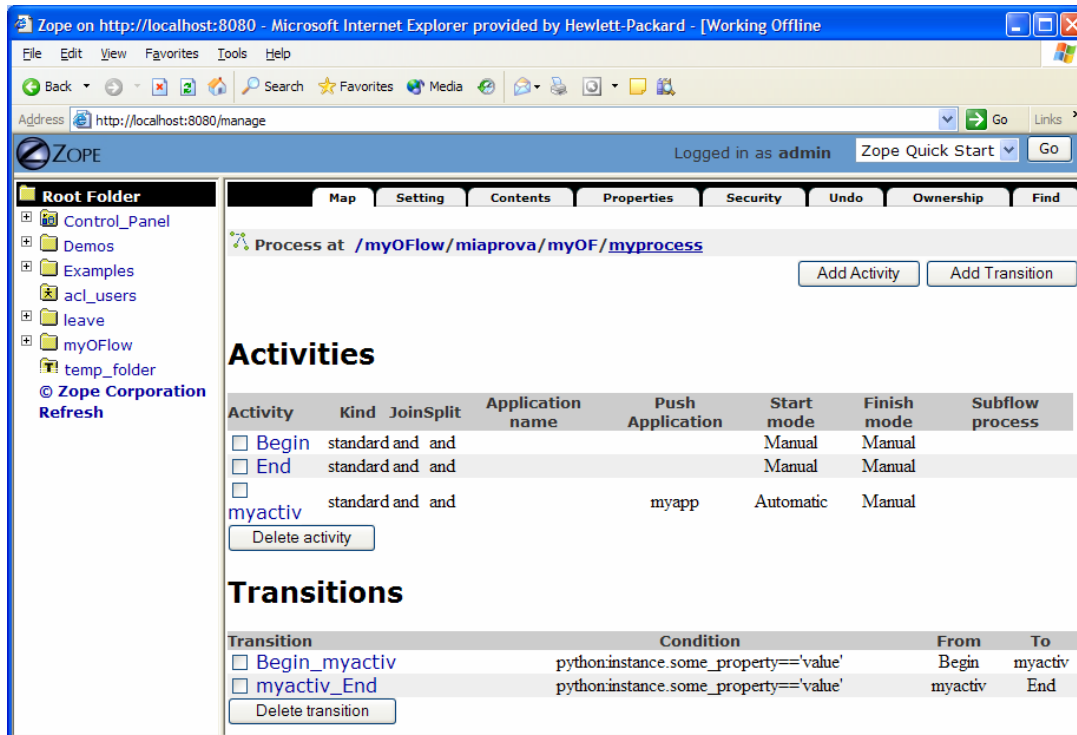 Zope on http://localhost:8080 - Microsoft Internet Explorer provided by Hewlett-Packard - [Working Offline
File Edit View Favorites Tools Help
Back Search Favorites Media
Address http://localhost:8080/manage Go Links
ZOPE Logged in as admin Zope Quick Start Go
Root Folder
Control_Panel
Demos
Examples
acl_users
leave
myOFlow
temp_folder
© Zope Corporation
Refresh
Map Setting Contents Properties Security Undo Ownership Find
Process at /myOFlow/miaprova/myOF/myprocess
Add Activity Add Transition
Activities
Activity Kind JoinSplit Application name Push Application Start mode Finish mode Subflow process
Begin standard and and Manual Manual
End standard and and Manual Manual
myactiv standard and and myapp Automatic Manual
Delete activity
Transitions
Transition Condition From To
Begin_myactiv python:instance.some_property=='value' Begin myactiv
myactiv_End python:instance.some_property=='value' myactiv End
Delete transition